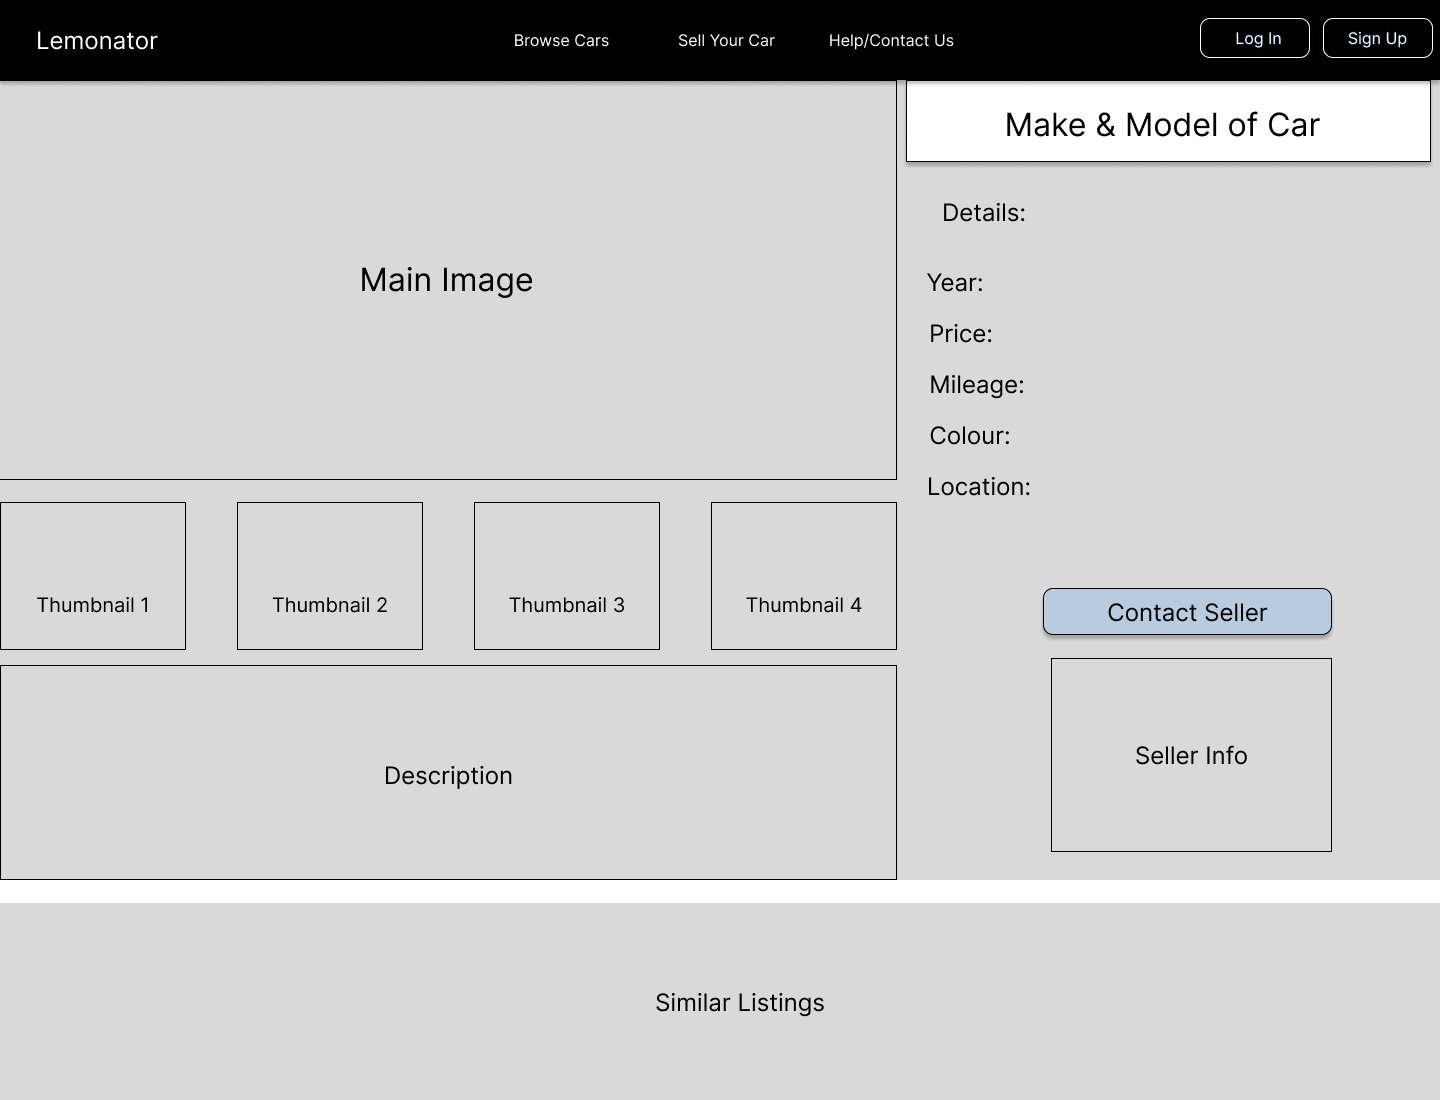 Lemonator
Browse Cars
Sell Your Car
Help/Contact Us
Log In
Sign Up
Main Image
Thumbnail 1
Thumbnail 2
Thumbnail 3
Thumbnail 4
Description
Make & Model of Car
Details:
Year:
Price:
Mileage:
Colour:
Location:
Contact Seller
Seller Info
Similar Listings